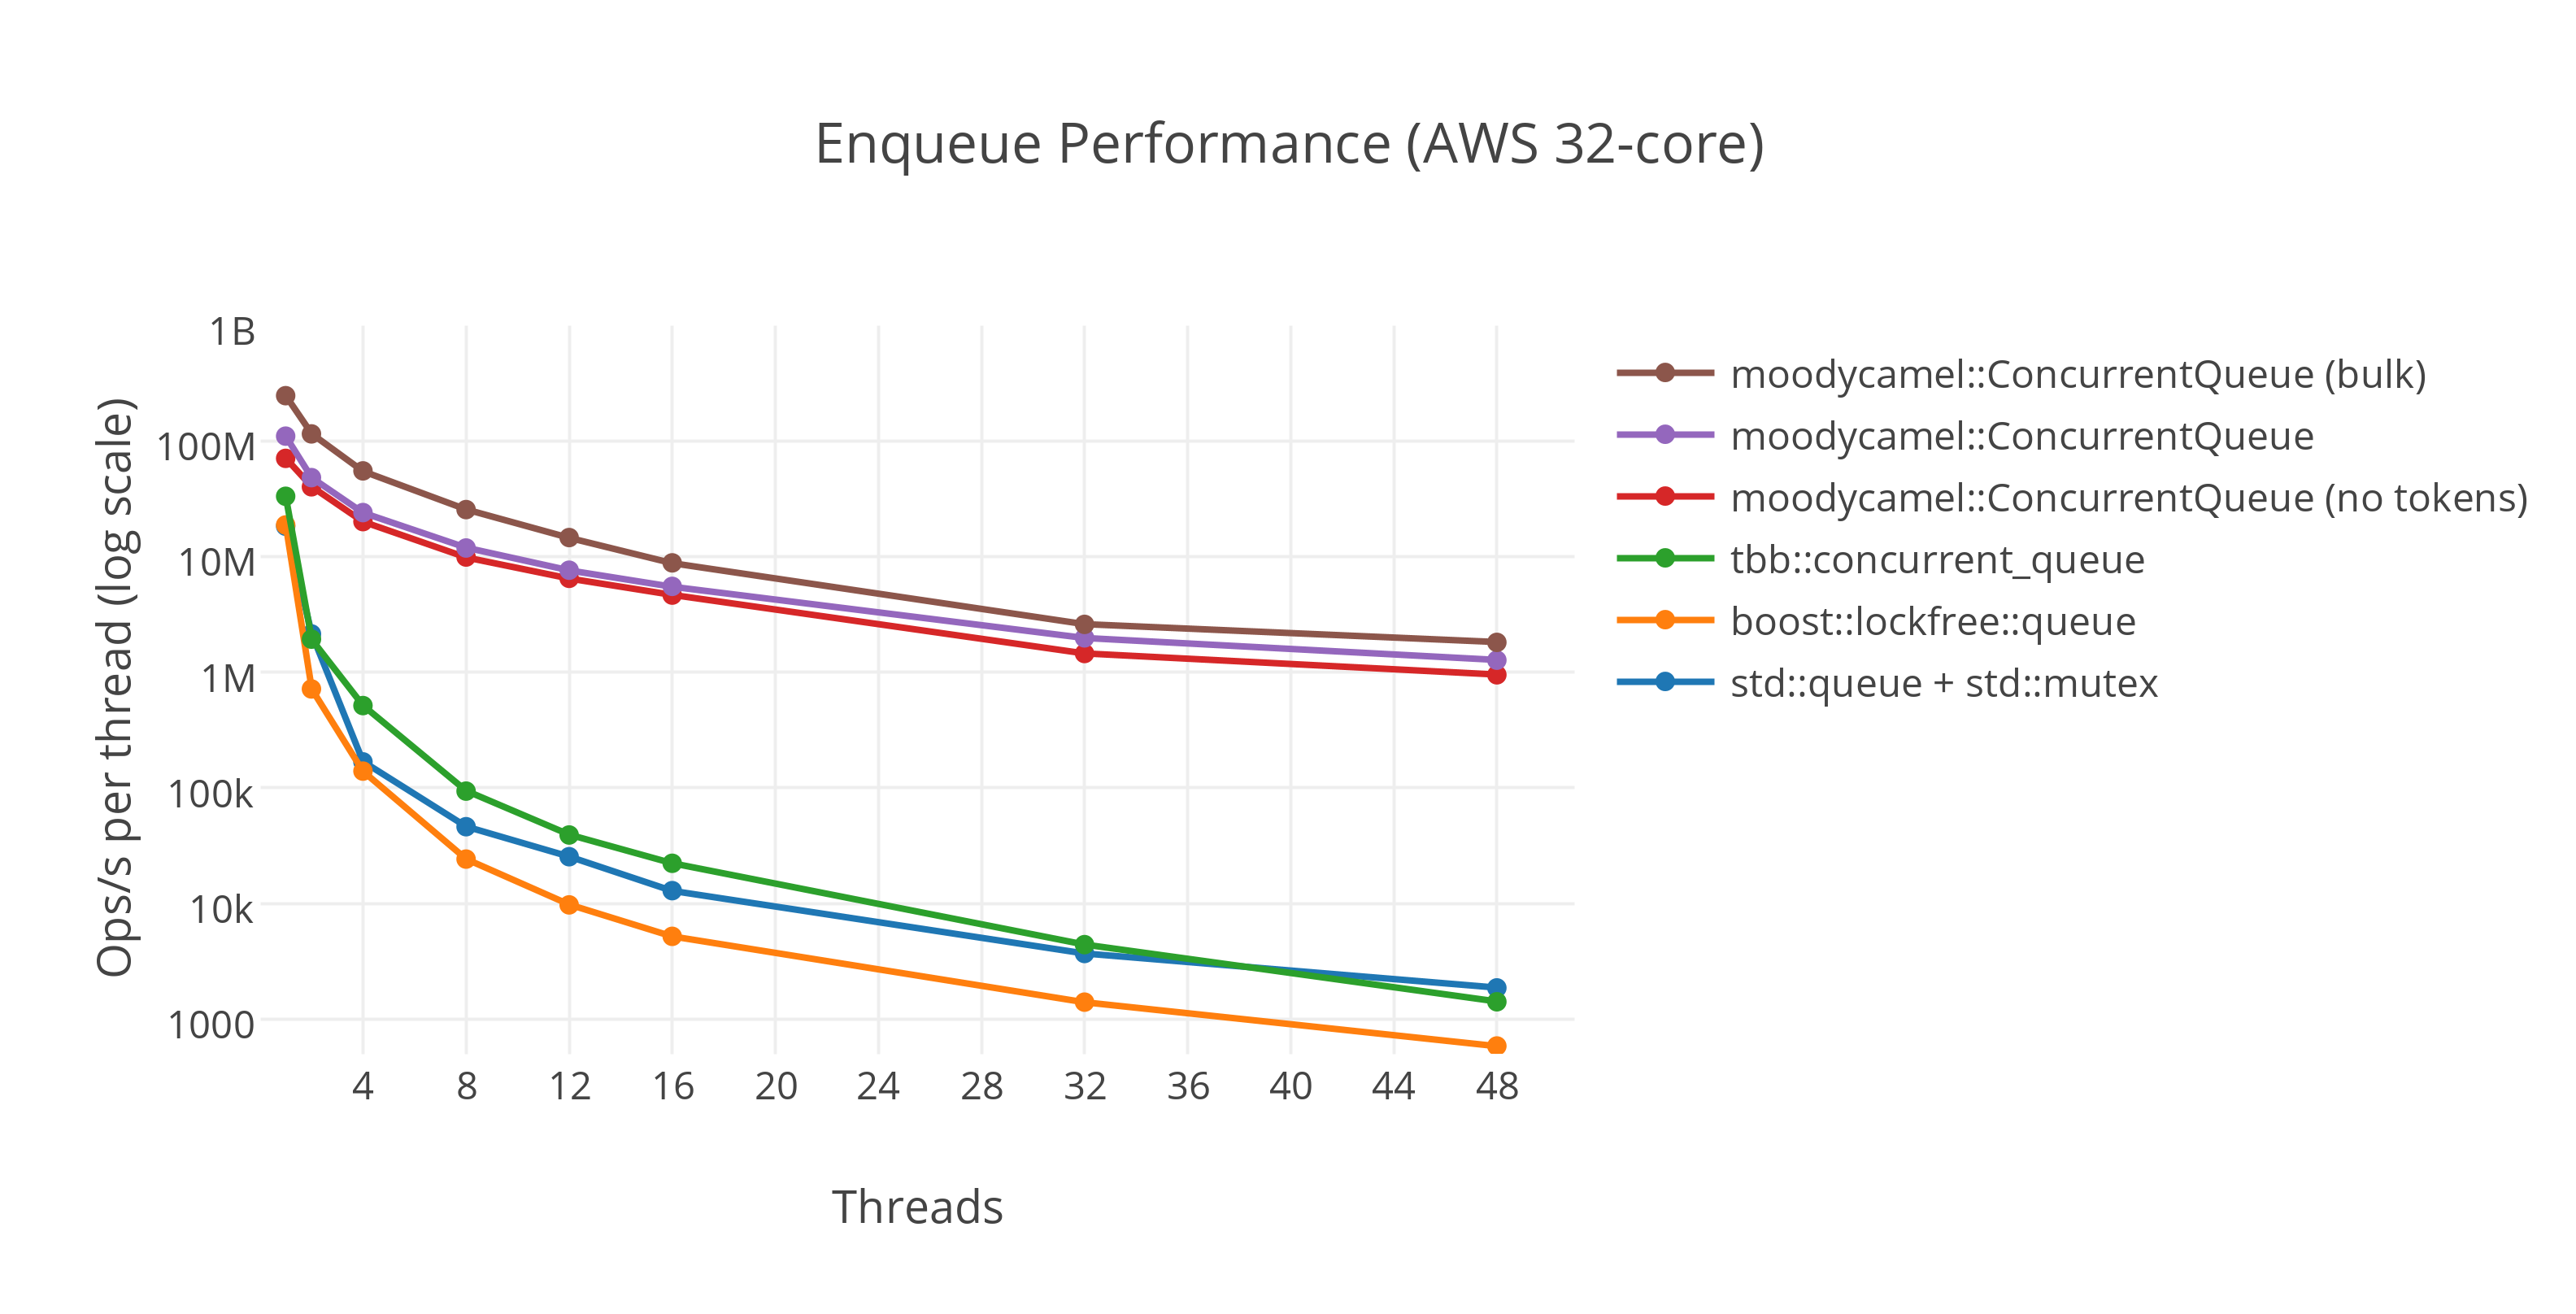 Enqueue Performance (AWS 32-core)
Ops/s per thread (log scale)
1B
100M
10M
1M
100k
10k
1000
4 8 12 16 20 24 28 32 36 40 44 48
Threads
moodycamel::ConcurrentQueue (bulk)
moodycamel::ConcurrentQueue
moodycamel::ConcurrentQueue (no tokens)
tbb::concurrent_queue
boost::lockfree::queue
std::queue + std::mutex